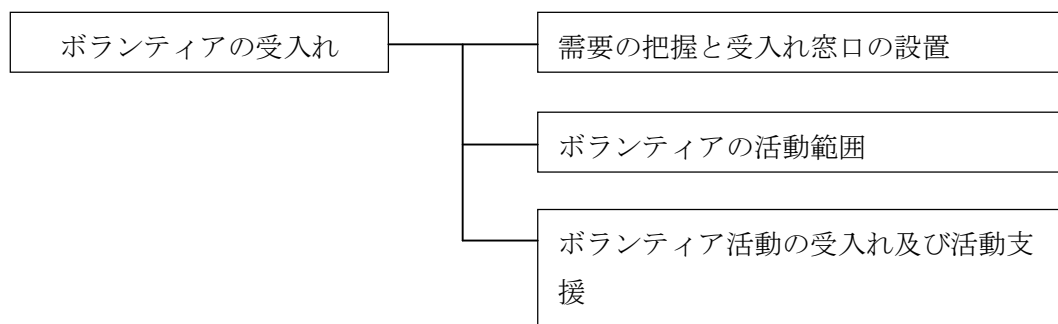 ボランティアの受入れ
需要の把握と受入れ窓口の設置
ボランティアの活動範囲
ボランティア活動の受入れ及び活動支
援